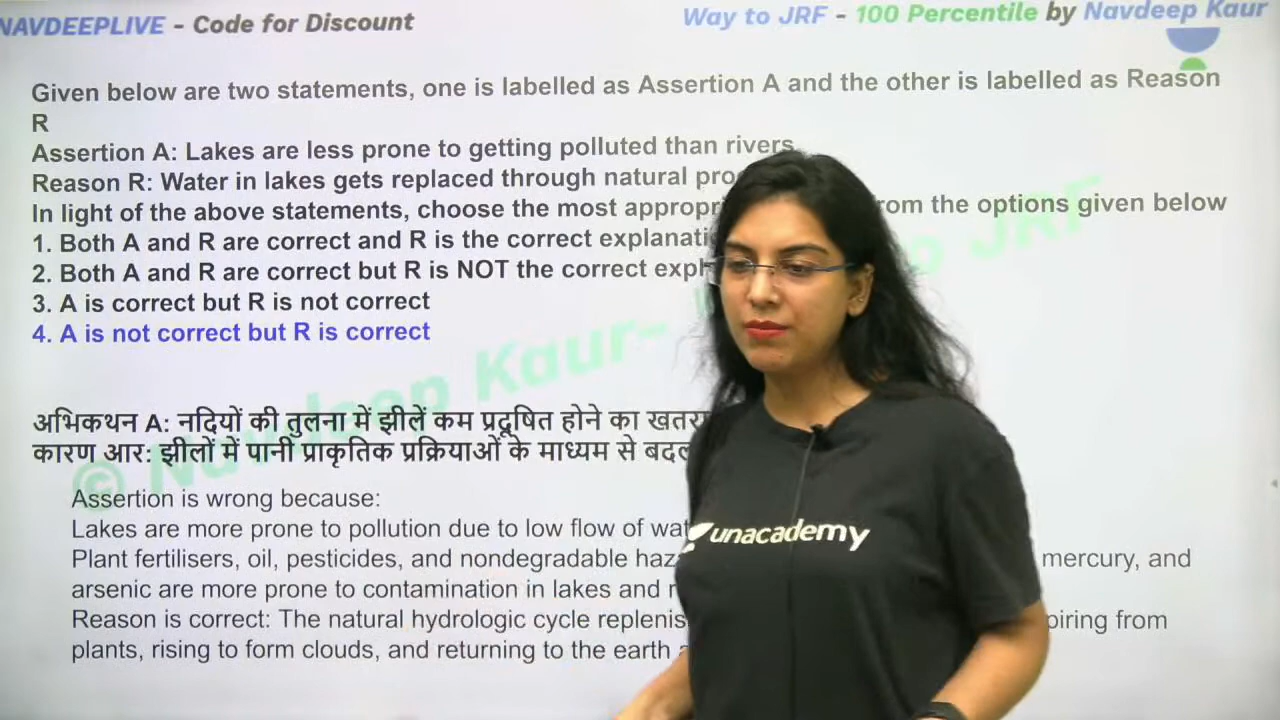 NAVDEEPLIVE - Code for Discount
Way to JRF - 100 Percentile by Navdeep Kaur
Given below are two statements, one is labelled as Assertion A and the other is labelled as Reason
R
Assertion A: Lakes are less prone to getting polluted than rivers
Reason R: Water in lakes gets replaced through natural
In light of the above statements, choose the most from the options given below
1. Both A and R are correct and R is the correct
2. Both A and R are correct but R is NOT the correct
3. A is correct but R is not correct
4. A is not correct but R is correct
© Navdeep Kaur- to JRF
अभिकथन A: नदियों की तुलना में झीलें कम प्रदूषित होने का
कारण आर: झीलों में पानी प्राकृतिक प्रक्रियाओं के माध्यम से
Assertion is wrong because:
Lakes are more prone to pollution due to low flow of
Plant fertilisers, oil, pesticides, and nondegradable mercury, and
arsenic are more prone to contamination in lakes and
Reason is correct: The natural hydrologic cycle from
plants, rising to form clouds, and returning to the earth
unacademy